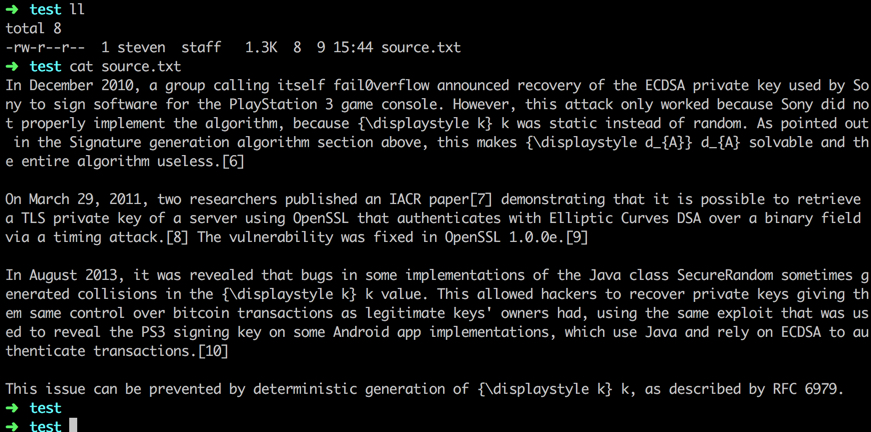 ➜ test ll
total 8
-rw-r--r-- 1 steven staff 1.3K 8 9 15:44 source.txt
➜ test cat source.txt
In December 2010, a group calling itself fail0verflow announced recovery of the ECDSA private key used by So
ny to sign software for the PlayStation 3 game console. However, this attack only worked because Sony did no
t properly implement the algorithm, because {\displaystyle k} k was static instead of random. As pointed out
 in the Signature generation algorithm section above, this makes {\displaystyle d_{A}} d_{A} solvable and th
e entire algorithm useless.[6]

On March 29, 2011, two researchers published an IACR paper[7] demonstrating that it is possible to retrieve
a TLS private key of a server using OpenSSL that authenticates with Elliptic Curves DSA over a binary field
via a timing attack.[8] The vulnerability was fixed in OpenSSL 1.0.0e.[9]

In August 2013, it was revealed that bugs in some implementations of the Java class SecureRandom sometimes g
enerated collisions in the {\displaystyle k} k value. This allowed hackers to recover private keys giving th
em same control over bitcoin transactions as legitimate keys' owners had, using the same exploit that was us
ed to reveal the PS3 signing key on some Android app implementations, which use Java and rely on ECDSA to au
thenticate transactions.[10]

This issue can be prevented by deterministic generation of {\displaystyle k} k, as described by RFC 6979.
➜ test
➜ test